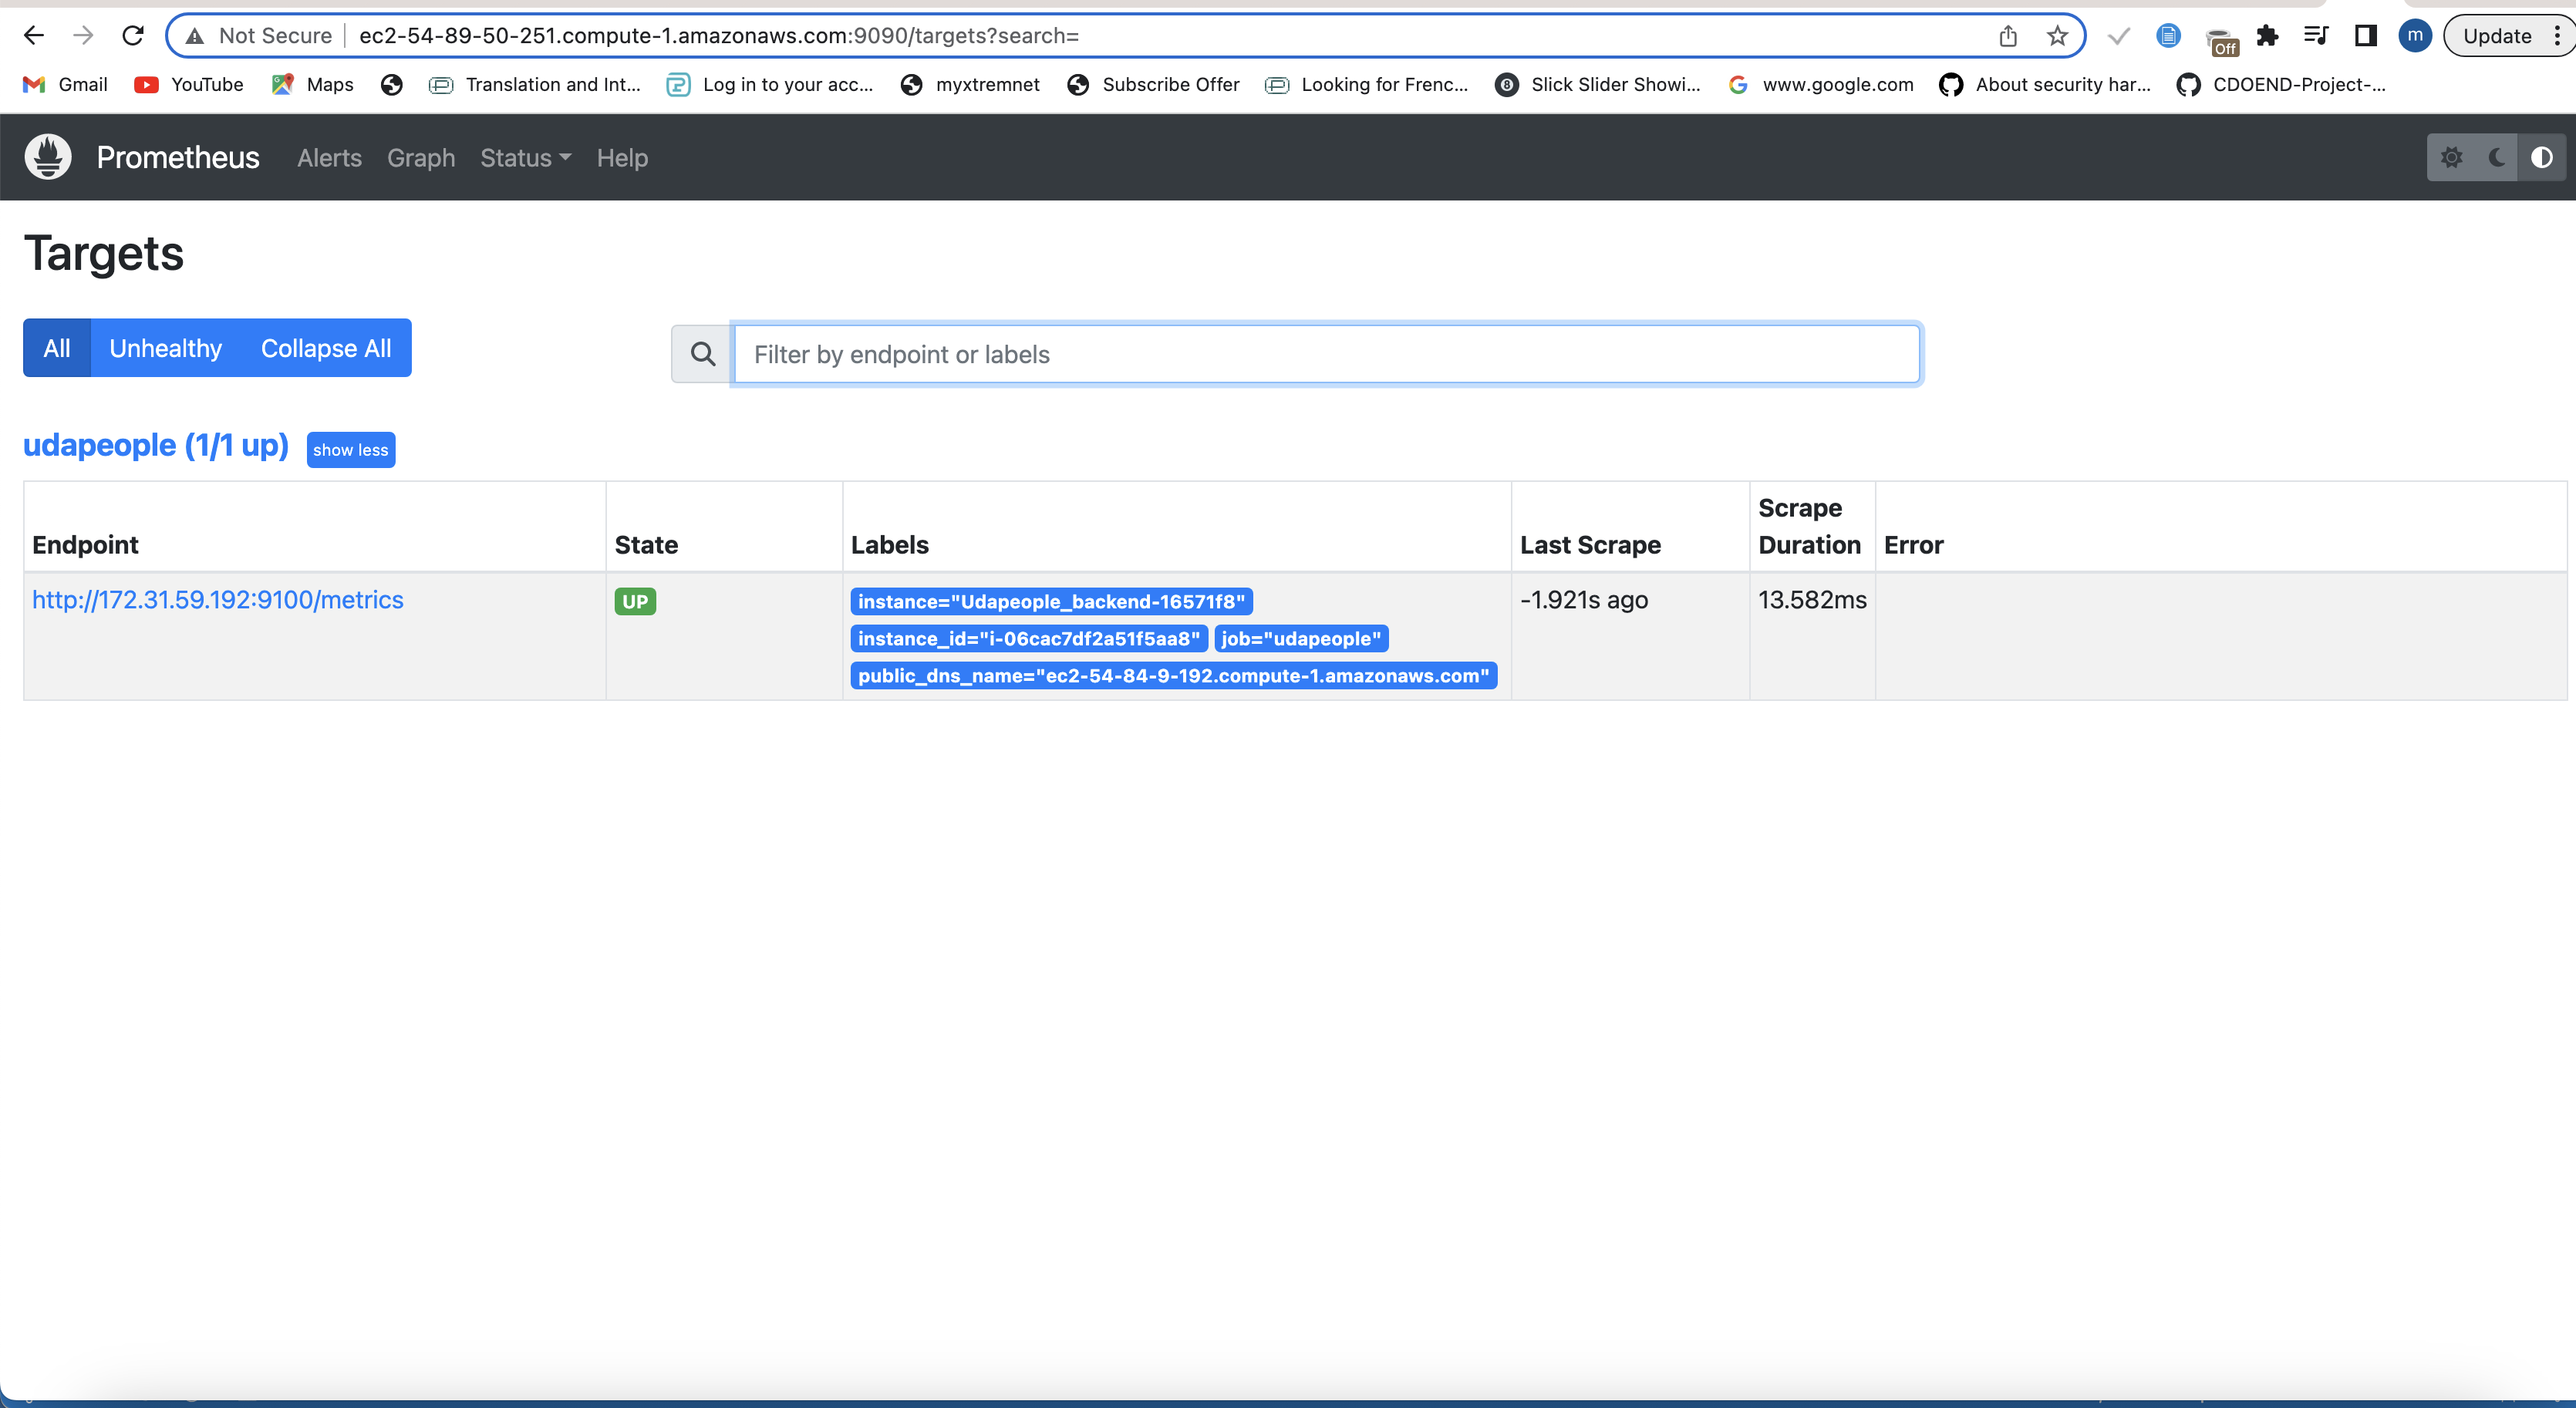 Not Secure ec2-54-89-50-251.compute-1.amazonaws.com:9090/targets?search= Off m Update
Gmail YouTube Maps Translation and Int... Log in to your acc... myxtremnet Subscribe Offer Looking for Frenc... Slick Slider Showi... www.google.com About security har... CDOEND-Project-...
Prometheus Alerts Graph Status Help
Targets
All Unhealthy Collapse All Filter by endpoint or labels
udapeople (1/1 up) show less
Endpoint State Labels Last Scrape Scrape Duration Error
http://172.31.59.192:9100/metrics UP instance="Udapeople_backend-16571f8" -1.921s ago 13.582ms
instance_id="i-06cac7df2a51f5aa8" job="udapeople"
public_dns_name="ec2-54-84-9-192.compute-1.amazonaws.com"